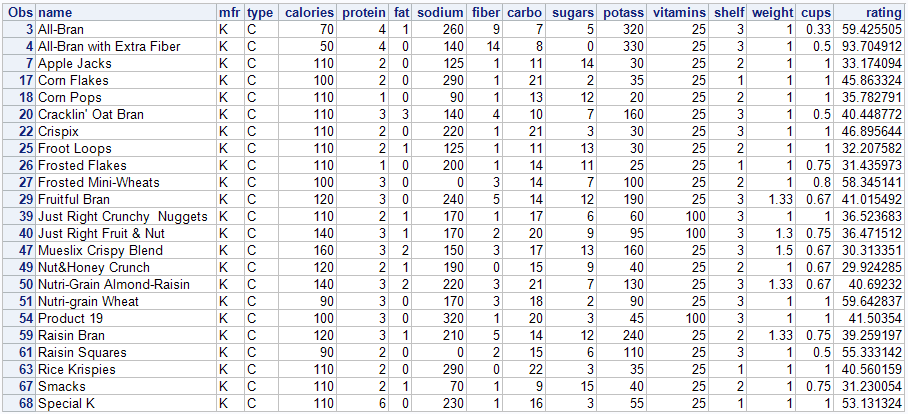 Obs name mfr type calories protein fat sodium fiber carbo sugars potass vitamins shelf weight cups rating
3 All-Bran K C 70 4 1 260 9 7 5 320 25 3 1 0.33 59.425505
4 All-Bran with Extra Fiber K C 50 4 0 140 14 8 0 330 25 3 1 0.5 93.704912
7 Apple Jacks K C 110 2 0 125 1 11 14 30 25 2 1 1 33.174094
17 Corn Flakes K C 100 2 0 290 1 21 2 35 25 1 1 1 45.863324
18 Corn Pops K C 110 1 0 90 1 13 12 20 25 2 1 1 35.782791
20 Cracklin' Oat Bran K C 110 3 3 140 4 10 7 160 25 3 1 0.5 40.448772
22 Crispix K C 110 2 0 220 1 21 3 30 25 3 1 1 46.895644
25 Froot Loops K C 110 2 1 125 1 11 13 30 25 2 1 1 32.207582
26 Frosted Flakes K C 110 1 0 200 1 14 11 25 25 1 1 0.75 31.435973
27 Frosted Mini-Wheats K C 100 3 0 0 3 14 7 100 25 2 1 0.8 58.345141
29 Fruitful Bran K C 120 3 0 240 5 14 12 190 25 3 1.33 0.67 41.015492
39 Just Right Crunchy  Nuggets K C 110 2 1 170 1 17 6 60 100 3 1 1 36.523683
40 Just Right Fruit & Nut K C 140 3 1 170 2 20 9 95 100 3 1.3 0.75 36.471512
47 Mueslix Crispy Blend K C 160 3 2 150 3 17 13 160 25 3 1.5 0.67 30.313351
49 Nut&Honey Crunch K C 120 2 1 190 0 15 9 40 25 2 1 0.67 29.924285
50 Nutri-Grain Almond-Raisin K C 140 3 2 220 3 21 7 130 25 3 1.33 0.67 40.69232
51 Nutri-grain Wheat K C 90 3 0 170 3 18 2 90 25 3 1 1 59.642837
54 Product 19 K C 100 3 0 320 1 20 3 45 100 3 1 1 41.50354
59 Raisin Bran K C 120 3 1 210 5 14 12 240 25 2 1.33 0.75 39.259197
61 Raisin Squares K C 90 2 0 0 2 15 6 110 25 3 1 0.5 55.333142
63 Rice Krispies K C 110 2 0 290 0 22 3 35 25 1 1 1 40.560159
67 Smacks K C 110 2 1 70 1 9 15 40 25 2 1 0.75 31.230054
68 Special K K C 110 6 0 230 1 16 3 55 25 1 1 1 53.131324